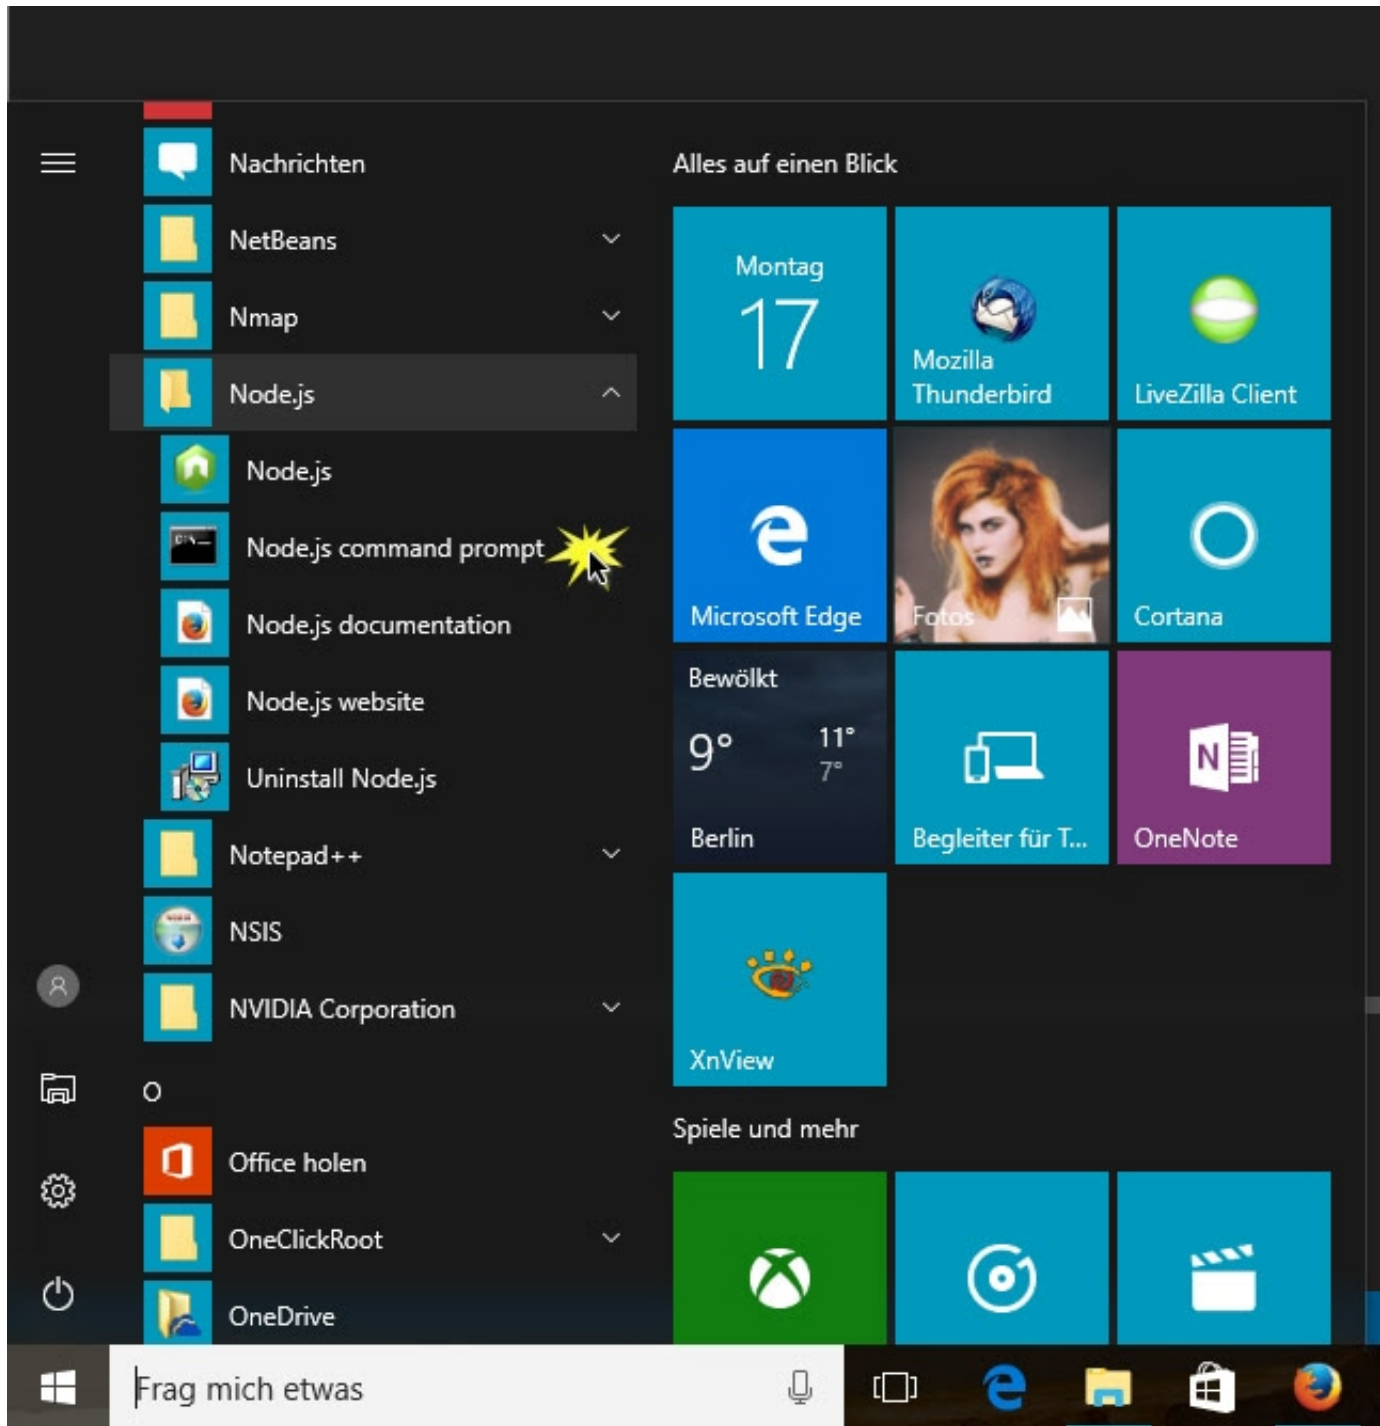 Nachrichten
NetBeans
Nmap
Node.js
Node.js
Node.js command prompt
Node.js documentation
Node.js website
Uninstall Node.js
Notepad++
NSIS
NVIDIA Corporation
O
Office holen
OneClickRoot
OneDrive
Alles auf einen Blick
Montag
17
Mozilla
Thunderbird
LiveZilla Client
Microsoft Edge
Fotos
Cortana
Bewölkt
9°
11°
7°
Berlin
Begleiter für T...
N
OneNote
XnView
Spiele und mehr
Frag mich etwas